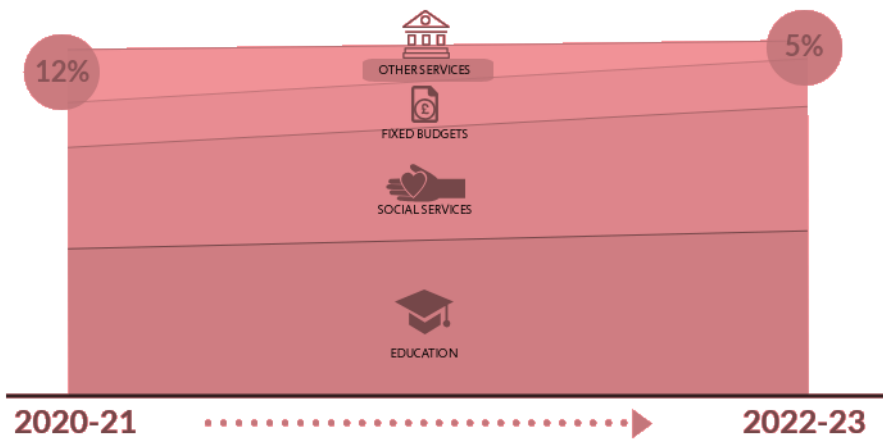 12%
5%
OTHER SERVICES
£
FIXED BUDGETS
SOCIAL SERVICES
EDUCATION
2020-21
2022-23